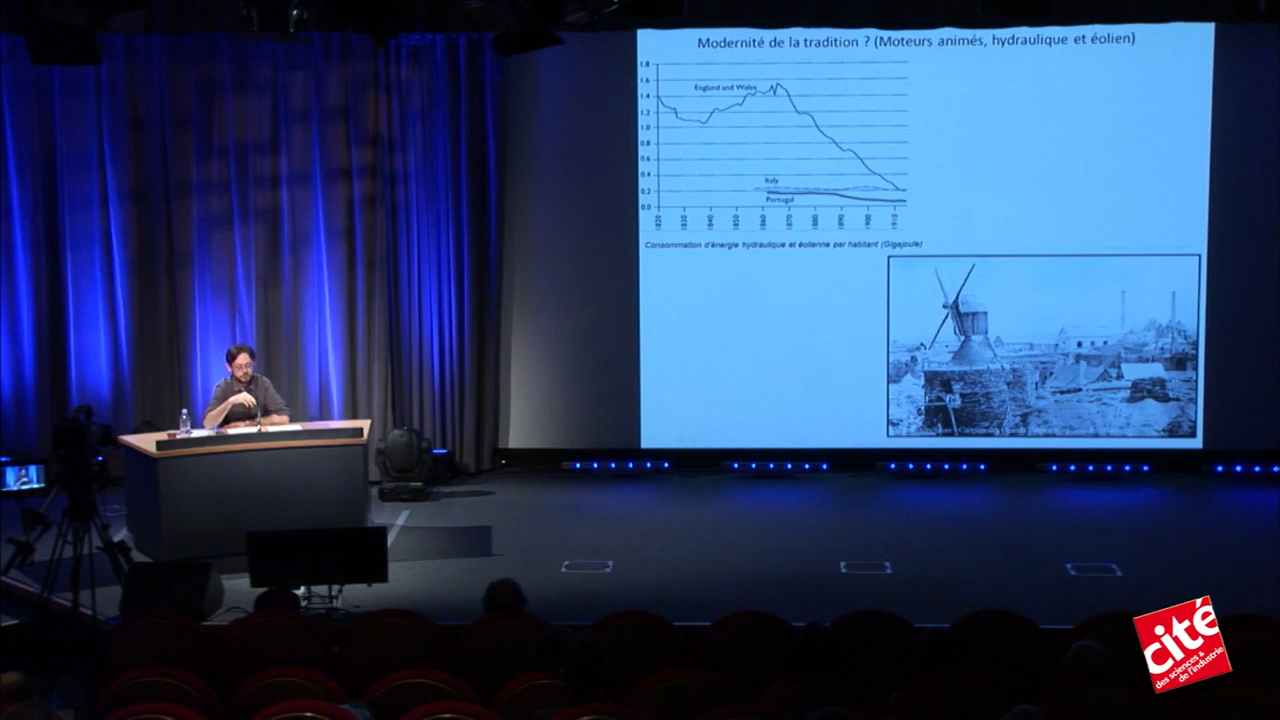 Modernité de la tradition ? (Moteurs animés, hydraulique et éolien)
1.8
1.6
1.4
1.2
1.0
0.8
0.6
0.4
0.2
0.0
England and Wales
Italy
Portugal
1820
1830
1840
1850
1860
1870
1880
1890
1900
1910
Consommation d'énergie hydraulique et éolienne par habitant (Gigajoule)
cité
des sciences &
de l'industrie